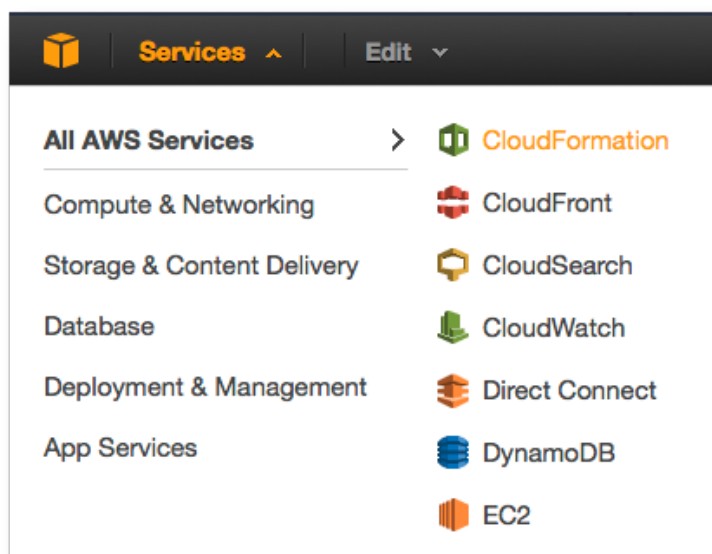 Services Edit
All AWS Services
Compute & Networking
Storage & Content Delivery
Database
Deployment & Management
App Services
CloudFormation
CloudFront
CloudSearch
CloudWatch
Direct Connect
DynamoDB
EC2